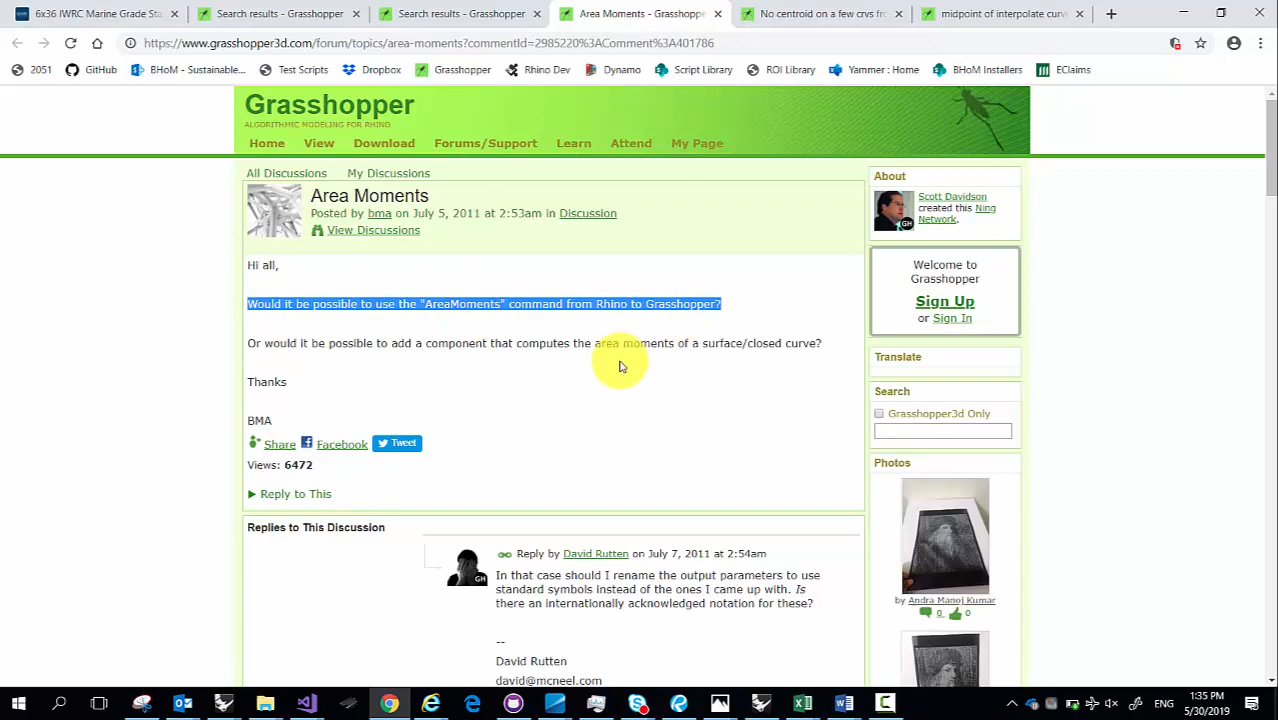 6x36 IWRC Marine Grade Sta
Search results - Grasshopper
Search results - Grasshopper
Area Moments - Grasshopper
No centroid on a few crvs fro
midpoint of interpolate curve
https://www.grasshopper3d.com/forum/topics/area-moments?commentId=2985220%3AComment%3A401786
2051
GitHub
BHoM - Sustainable...
Test Scripts
Dropbox
Grasshopper
Rhino Dev
Dynamo
Script Library
ROI Library
Yammer : Home
BHoM Installers
EClaims
Grasshopper
ALGORITHMIC MODELING FOR RHINO
Home View Download Forums/Support Learn Attend My Page
All Discussions My Discussions
Area Moments
Posted by bma on July 5, 2011 at 2:53am in Discussion
View Discussions
Hi all,
Would it be possible to use the "AreaMoments" command from Rhino to Grasshopper?
Or would it be possible to add a component that computes the area moments of a surface/closed curve?
Thanks
BMA
Share Facebook Tweet
Views: 6472
Reply to This
Replies to This Discussion
Reply by David Rutten on July 7, 2011 at 2:54am
GH
In that case should I rename the output parameters to use
standard symbols instead of the ones I came up with. Is
there an internationally acknowledged notation for these?
--
David Rutten
david@mcneel.com
About
GH
Scott Davidson
created this Ning
Network.
Welcome to
Grasshopper
Sign Up
or Sign In
Translate
Search
Grasshopper3d Only
Photos
by Andra Manoj Kumar
0 0
ENG
1:35 PM
5/30/2019